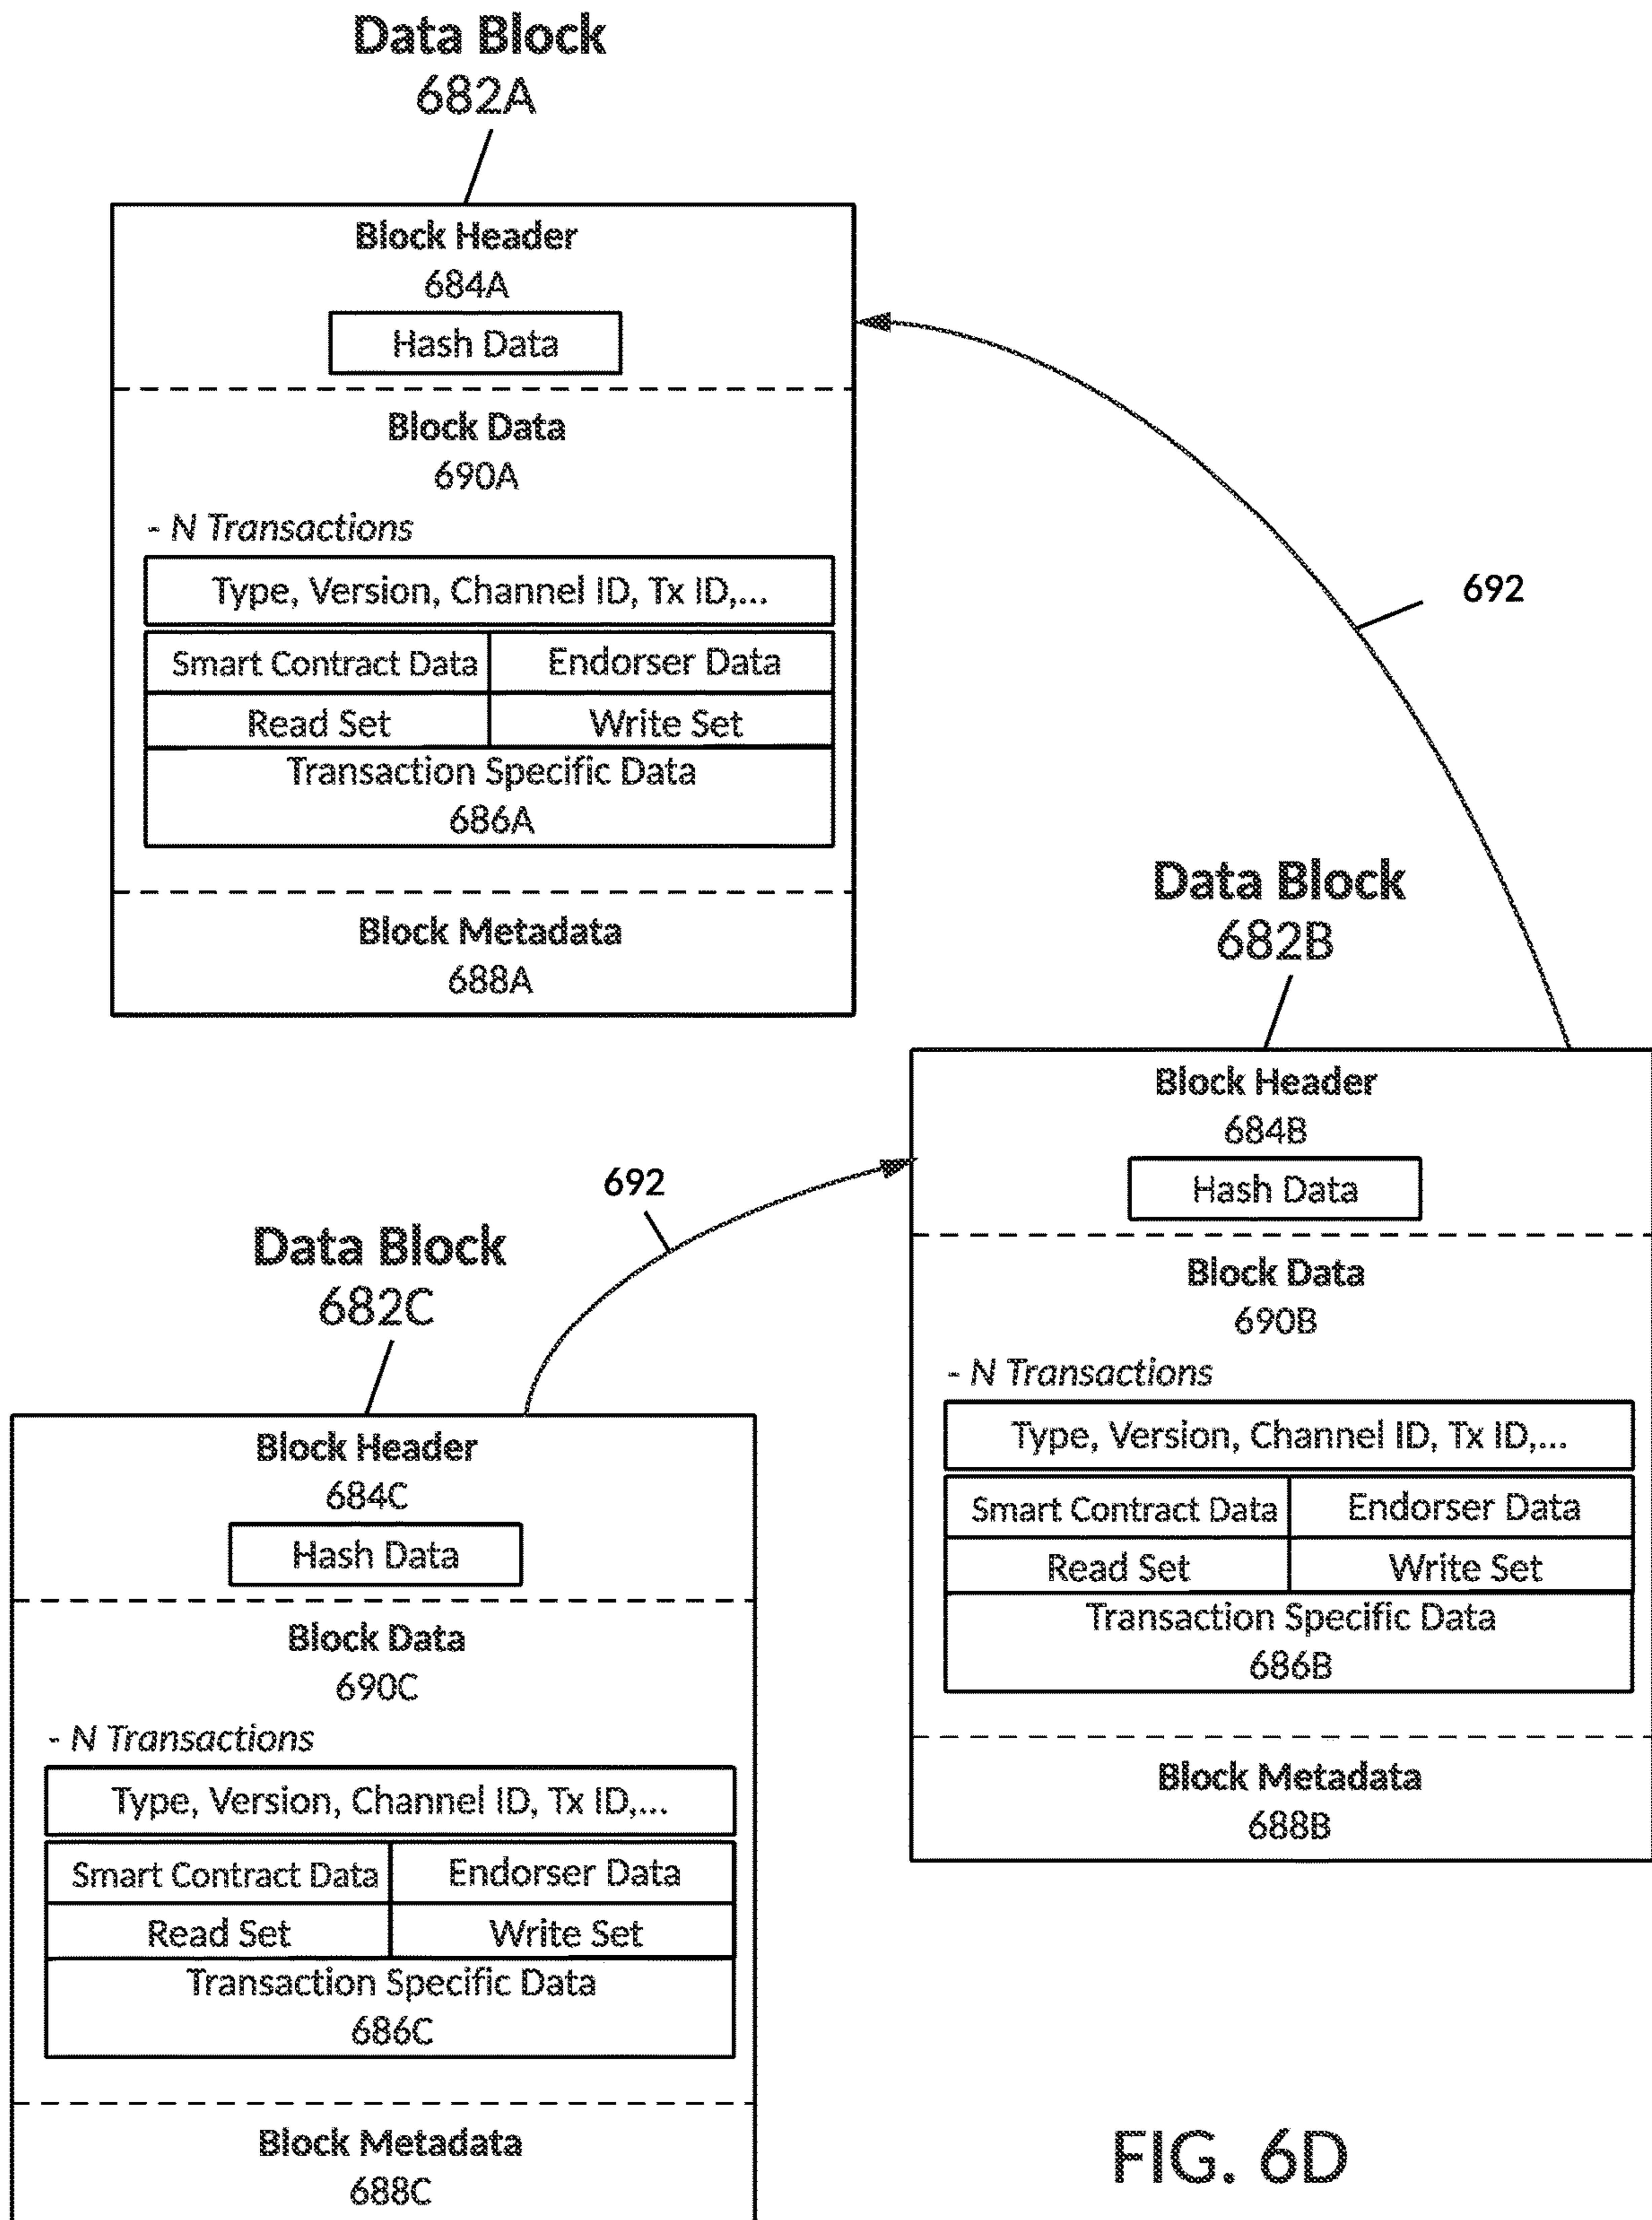 Data Block
682A
Block Header
684A
Hash Data
Block Data
690A
- N Transactions
Type, Version, Channel ID, Tx ID,...
Smart Contract Data
Endorser Data
Read Set
Write Set
Transaction Specific Data
686A
Block Metadata
688A
692
Data Block
682B
Block Header
684B
Hash Data
Block Data
690B
- N Transactions
Type, Version, Channel ID, Tx ID,...
Smart Contract Data
Endorser Data
Read Set
Write Set
Transaction Specific Data
686B
Block Metadata
688B
692
Data Block
682C
Block Header
684C
Hash Data
Block Data
690C
- N Transactions
Type, Version, Channel ID, Tx ID,...
Smart Contract Data
Endorser Data
Read Set
Write Set
Transaction Specific Data
686C
Block Metadata
688C
FIG. 6D